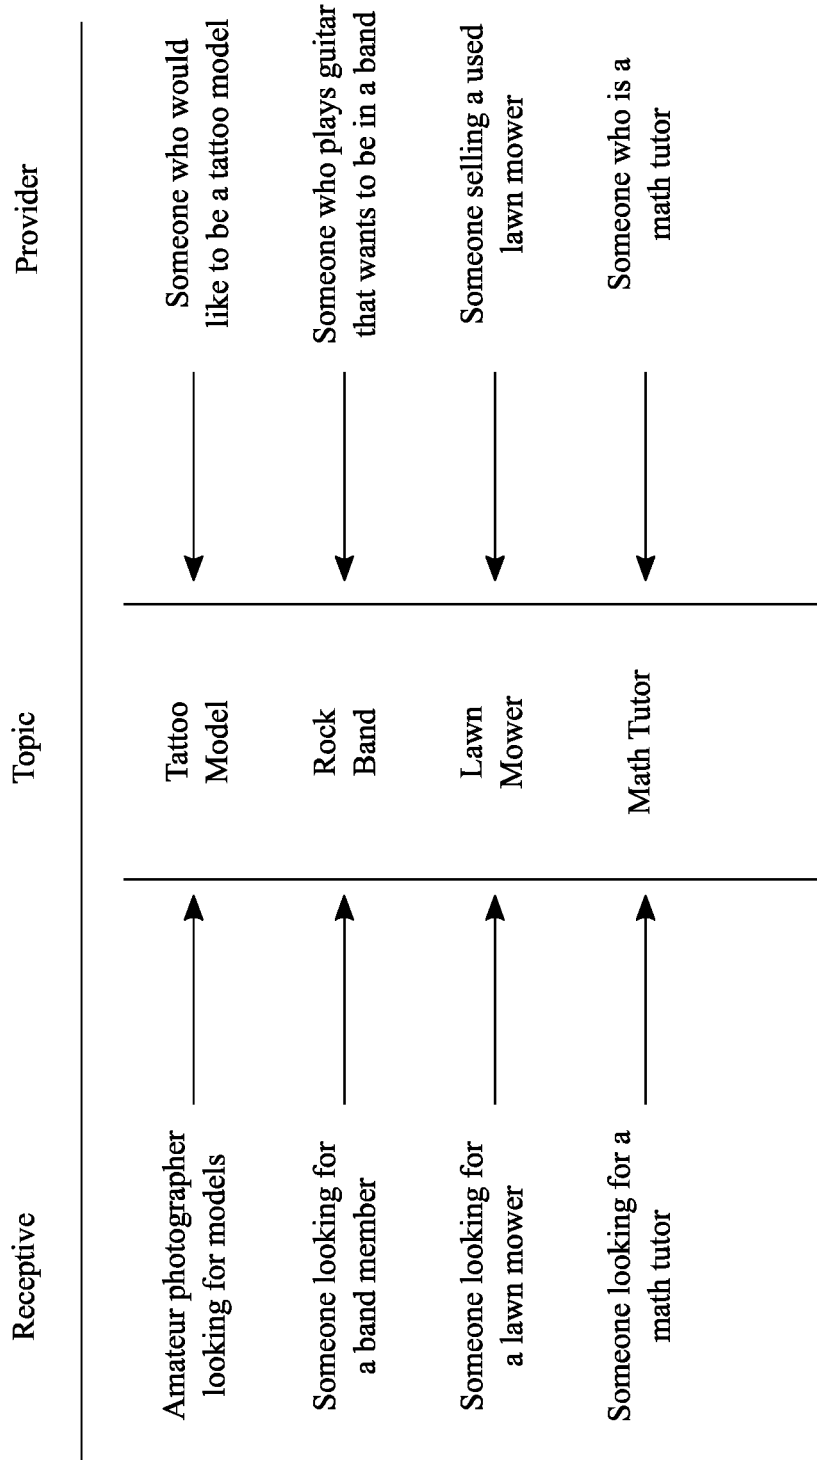 Receptive
Topic
Provider
Amateur photographer
looking for models
Tattoo
Model
Someone who would
like to be a tattoo model
Someone looking for
a band member
Rock
Band
Someone who plays guitar
that wants to be in a band
Someone looking for
a lawn mower
Lawn
Mower
Someone selling a used
lawn mower
Someone looking for a
math tutor
Math Tutor
Someone who is a
math tutor